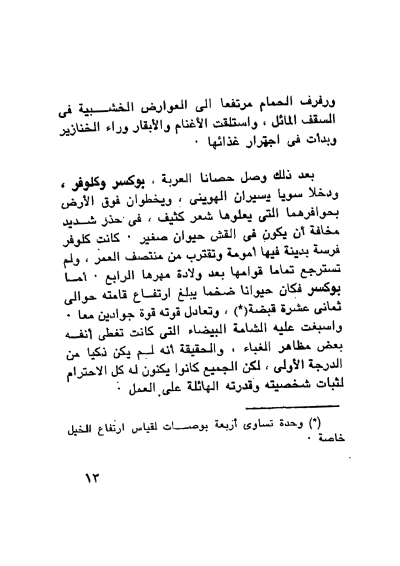 ورفرف الحمام مرتفعا الى العوارض الخشــبية فى
السقف المائل ، واستلقت الأغنام والأبقار وراء الخنازير
وبدأت فى اجترار غذائها ٠
بعد ذلك وصل حصانا العربة ، بوكسر وكلوفر ،
ودخلا سويا يسيران الهوينى ، ويخطوان فوق الأرض
بحوافرهما التى يعلوها شعر كثيف ، فى حذر شــديد
مخافة أن يكون فى القش حيوان صغير ٠ كانت كلوفر
فرسة بدينة فيها أمومة وتقترب من منتصف العمر ، ولم
تسترجع تماما قوامها بعد ولادة مهرها الرابع ٠ أمــا
بوكسر فكان حيوانا ضخما يبلغ ارتفــاع قامته حوالى
ثمانى عشرة قبضة(*) ، وتعادل قوته قوة جوادين معا ٠
واسبغت عليه الشامة البيضاء التى كانت تغطى أنفــه
بعض مظاهر الغباء ، والحقيقة أنه لــم يكن ذكيا من
الدرجة الأولى ، لكن الجميع كانوا يكنون له كل الاحترام
لثبات شخصيته وقدرته الهائلة على العمل ٠
(*) وحدة تساوى أربعة بوصــات لقياس ارتفاع الخيل
خاصة ٠
١٣